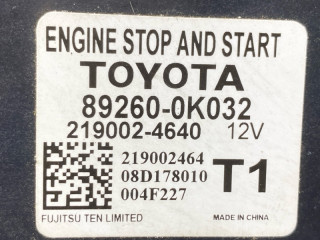 ENGINE STOP AND START
TOYOTA
89260-0K032
219002-4640 12V
219002464
08D178010
004F227
T1
FUJITSU TEN LIMITED MADE IN CHINA